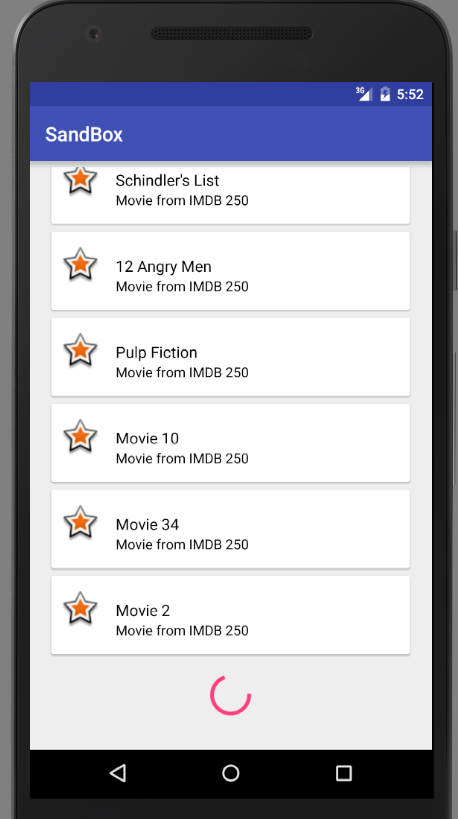 3G 5:52
SandBox
Schindler's List
Movie from IMDB 250
12 Angry Men
Movie from IMDB 250
Pulp Fiction
Movie from IMDB 250
Movie 10
Movie from IMDB 250
Movie 34
Movie from IMDB 250
Movie 2
Movie from IMDB 250